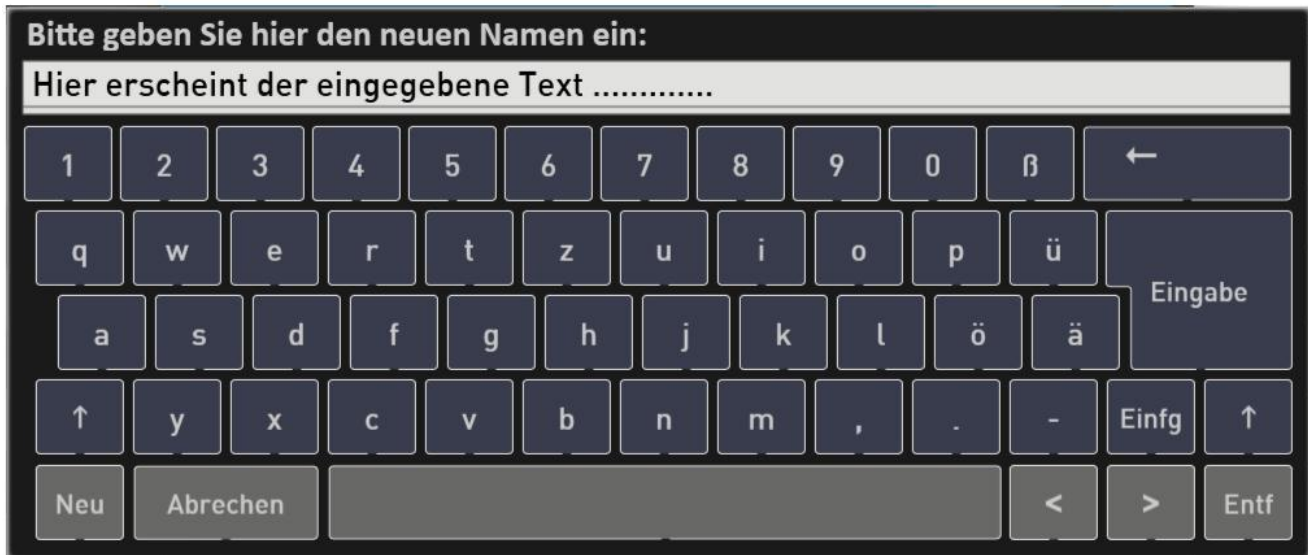 Bitte geben Sie hier den neuen Namen ein:
Hier erscheint der eingegebene Text .............
1 2 3 4 5 6 7 8 9 0 ß ←
q w e r t z u i o p ü
Eingabe
a s d f g h j k l ö ä
↑ y x c v b n m , . - Einfg ↑
Neu Abrechen < > Entf